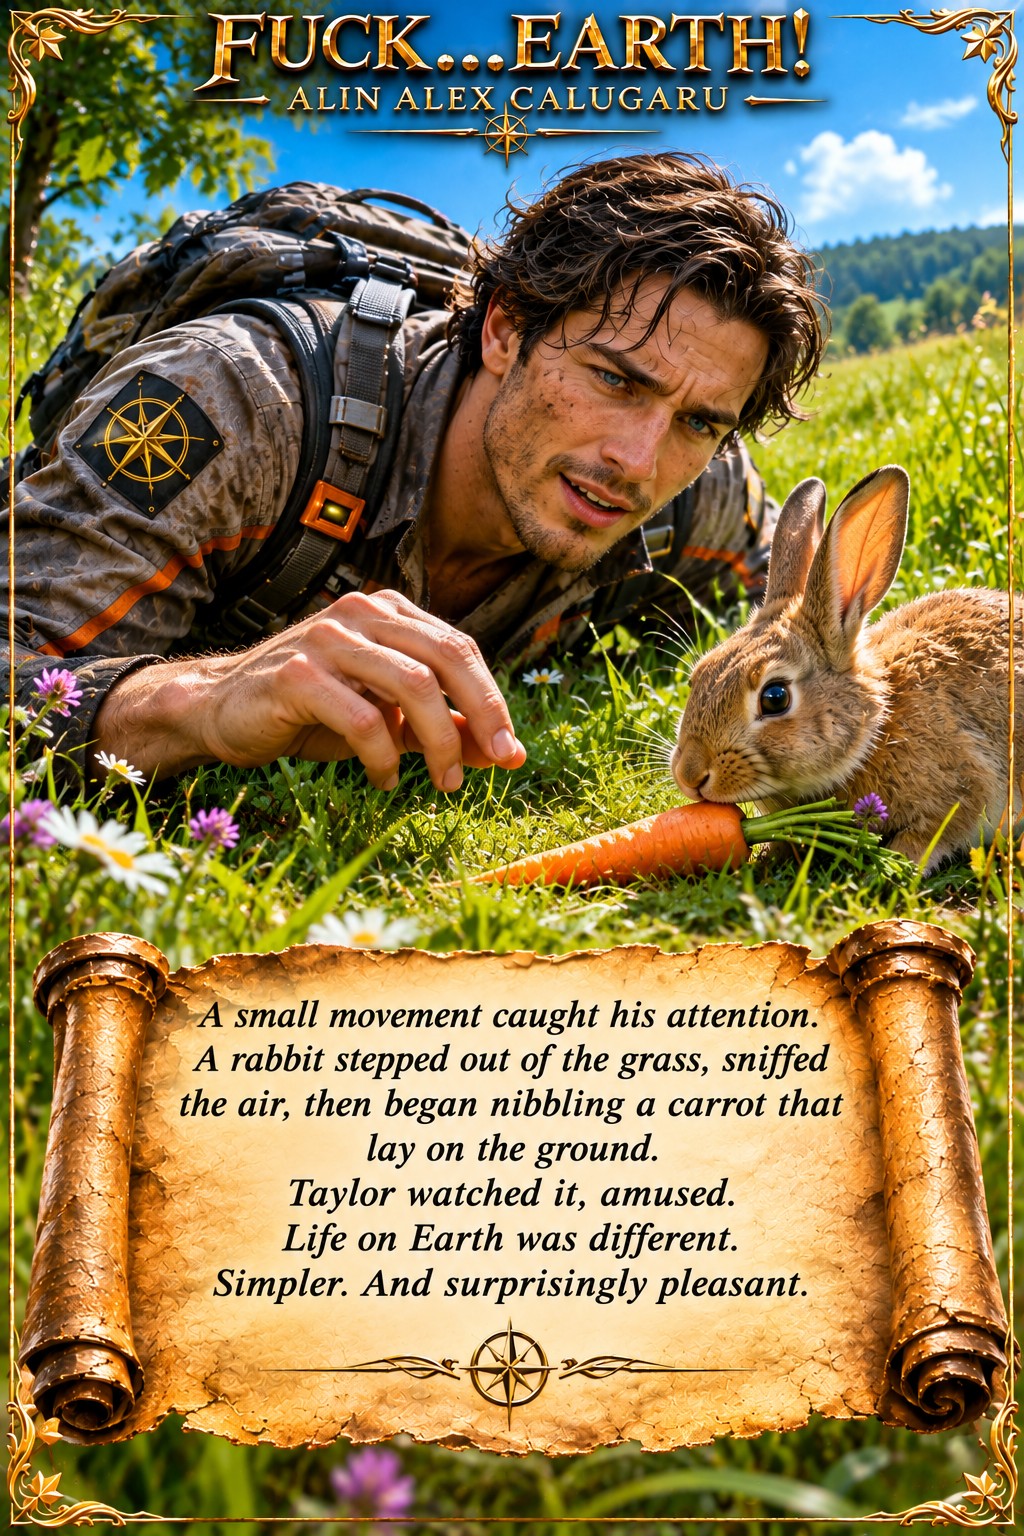 FUCK...EARTH!
ALIN ALEX CALUGARU
A small movement caught his attention.
A rabbit stepped out of the grass, sniffed
the air, then began nibbling a carrot that
lay on the ground.
Taylor watched it, amused.
Life on Earth was different.
Simpler. And surprisingly pleasant.